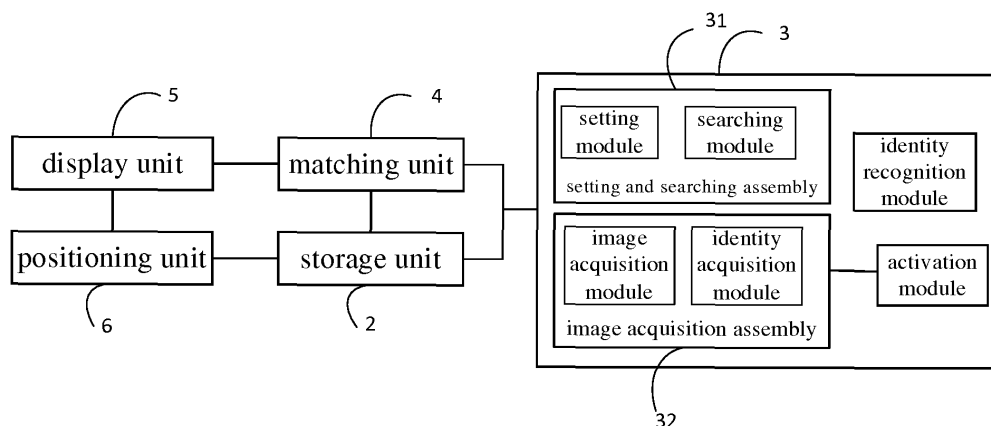 31
3
5
4
display unit
matching unit
positioning unit
storage unit
6
2
setting
module
searching
module
setting and searching assembly
identity
recognition
module
image
acquisition
module
identity
acquisition
module
image acquisition assembly
activation
module
32